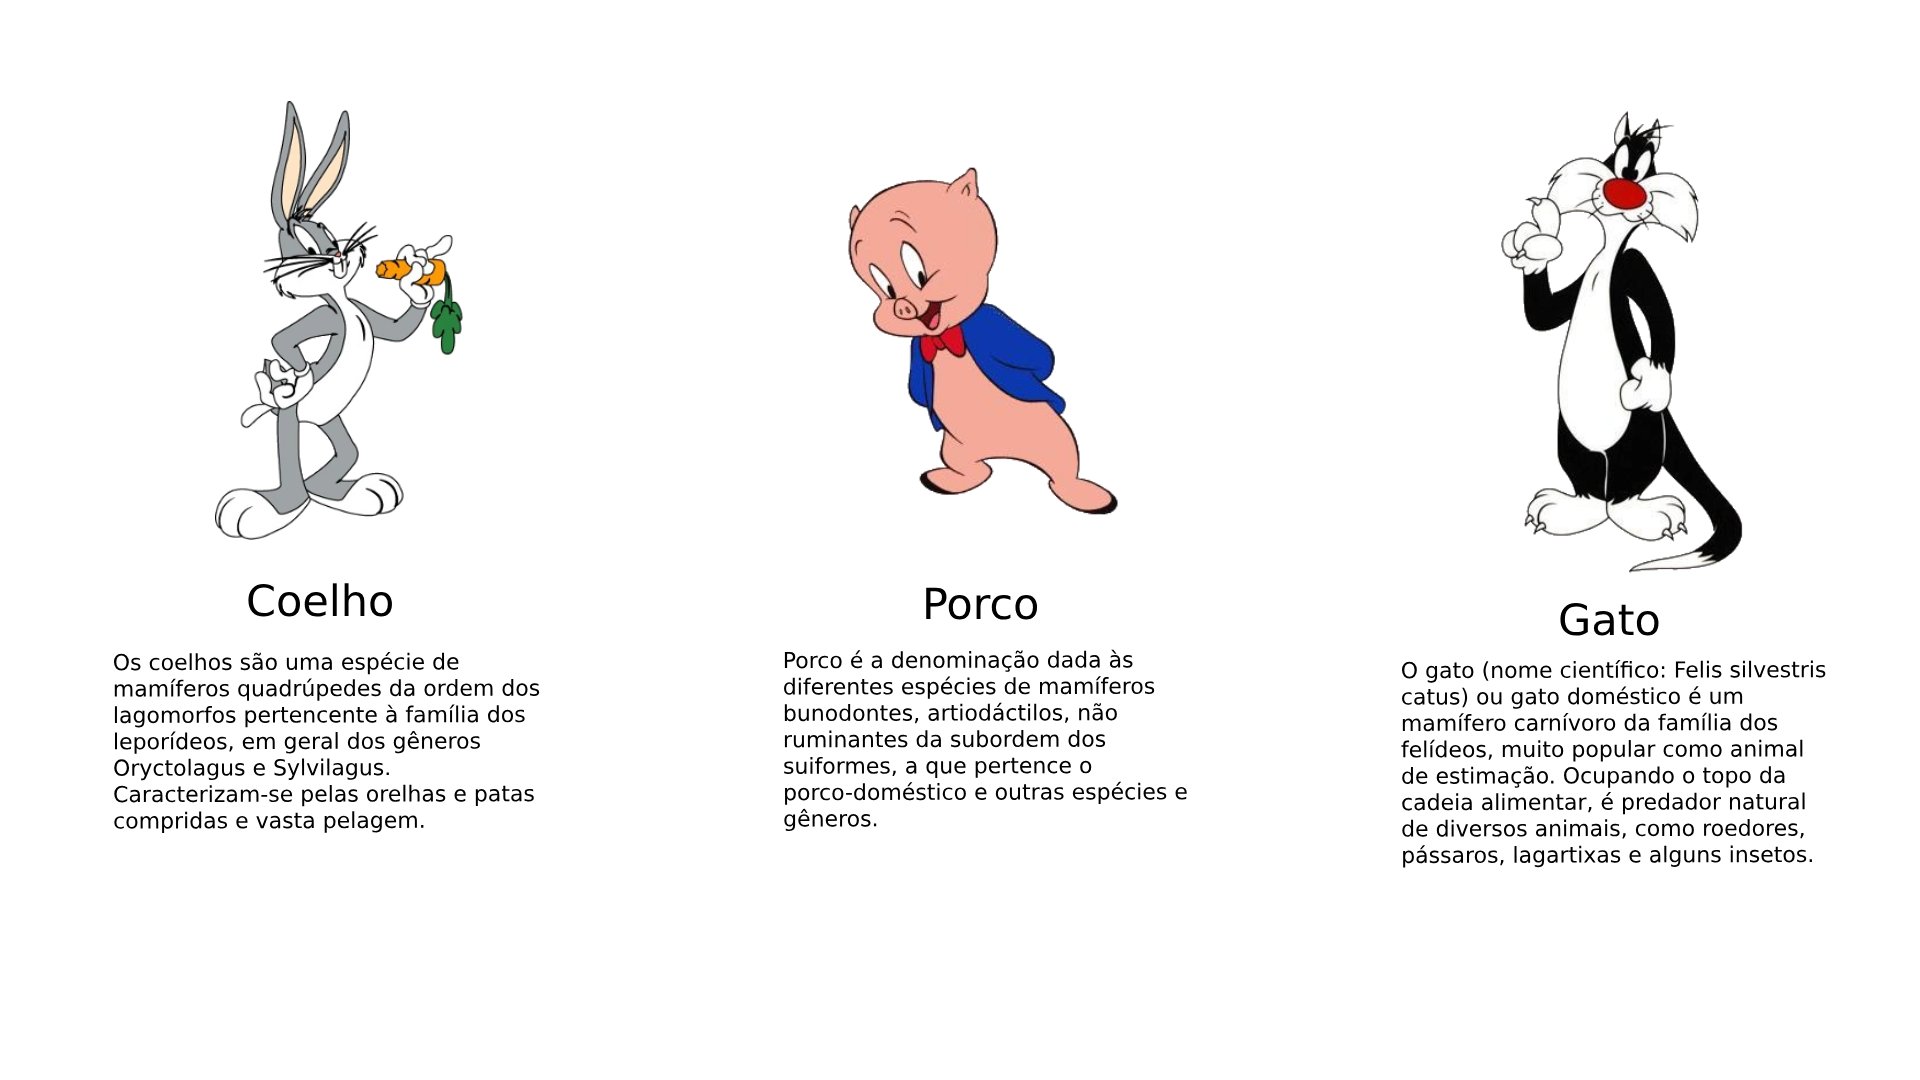 Coelho
Os coelhos são uma espécie de
mamíferos quadrúpedes da ordem dos
lagomorfos pertencente à família dos
leporídeos, em geral dos gêneros
Oryctolagus e Sylvilagus.
Caracterizam-se pelas orelhas e patas
compridas e vasta pelagem.
Porco
Porco é a denominação dada às
diferentes espécies de mamíferos
bunodontes, artiodáctilos, não
ruminantes da subordem dos
suiformes, a que pertence o
porco-doméstico e outras espécies e
gêneros.
Gato
O gato (nome científico: Felis silvestris
catus) ou gato doméstico é um
mamífero carnívoro da família dos
felídeos, muito popular como animal
de estimação. Ocupando o topo da
cadeia alimentar, é predador natural
de diversos animais, como roedores,
pássaros, lagartixas e alguns insetos.